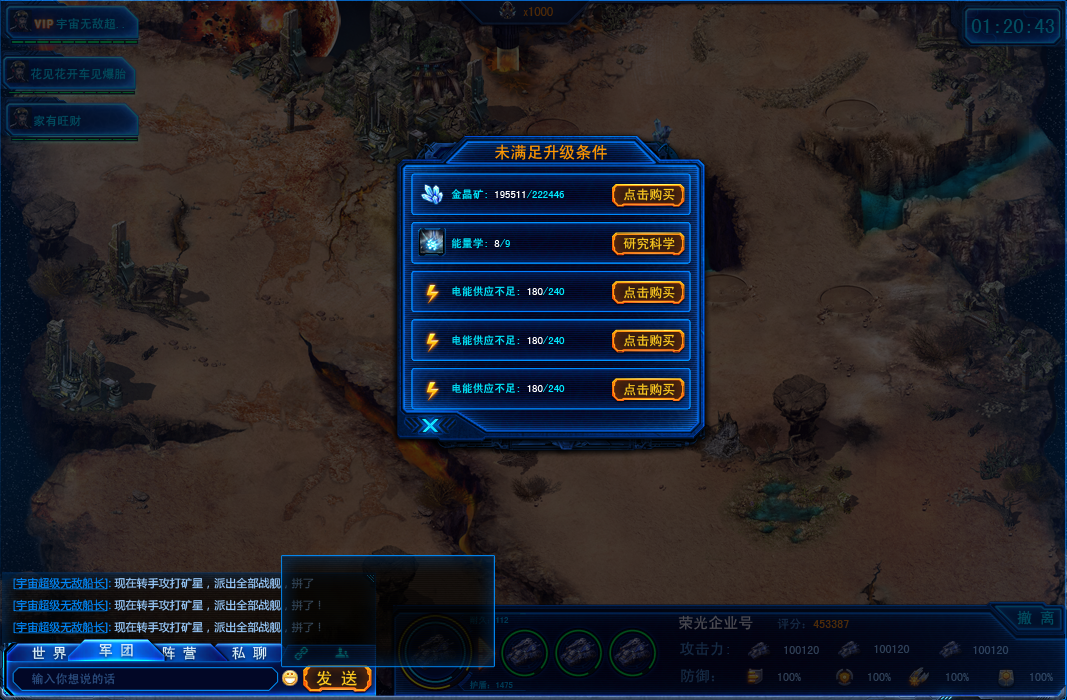 VIP 宇宙无敌超...
x1000
01:20:43
花见花开车见爆胎
家有旺财
未满足升级条件
金晶矿: 195511/222446
点击购买
能量学: 8/9
研究科学
电能供应不足: 180/240
点击购买
电能供应不足: 180/240
点击购买
电能供应不足: 180/240
点击购买
[宇宙超级无敌船长]: 现在转手攻打矿星，派出全部战舰，拼了
[宇宙超级无敌船长]: 现在转手攻打矿星，派出全部战舰，拼了！
[宇宙超级无敌船长]: 现在转手攻打矿星，派出全部战舰，拼了！
世界 军团 阵营 私聊
输入你想说的话
发送
护盾: 1475
荣光企业号 评分: 453387
撤离
攻击力: 100120 100120 100120
防御: 100% 100% 100% 100%